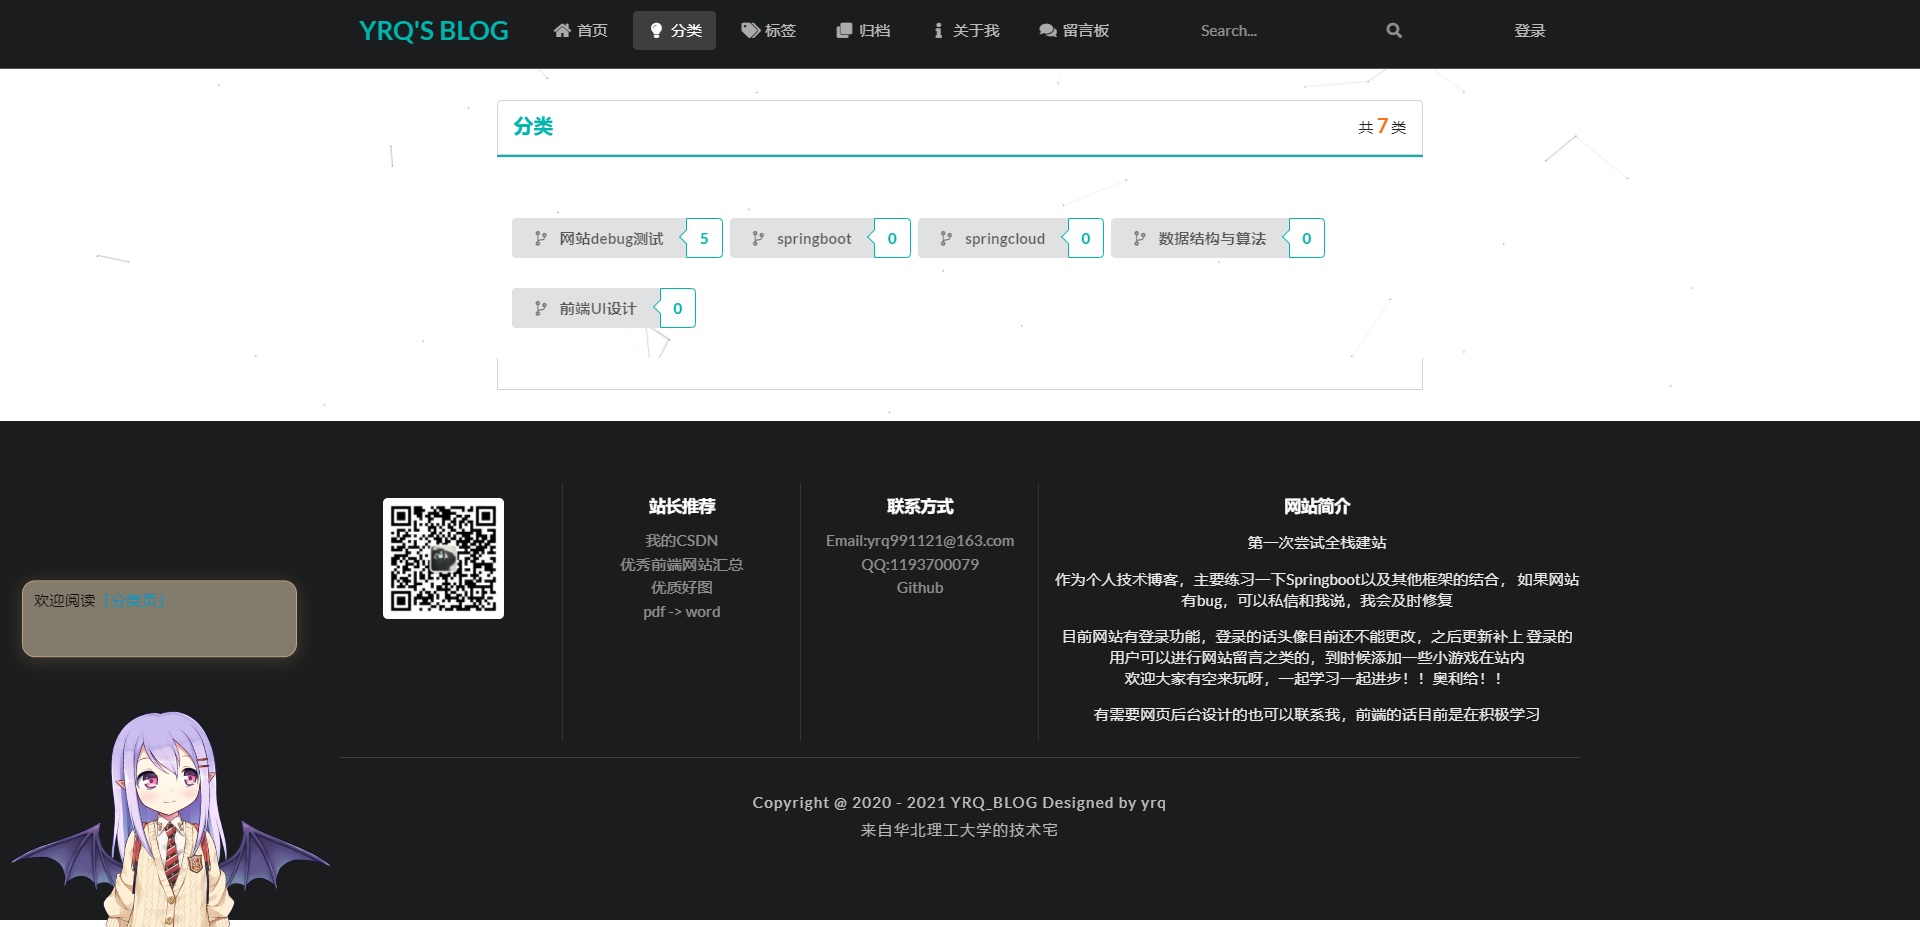 YRQ'S BLOG 首页 分类 标签 归档 关于我 留言板 Search... 登录
分类 共 7 类
网站debug测试 5 springboot 0 springcloud 0 数据结构与算法 0
前端UI设计 0
站长推荐
我的CSDN
优秀前端网站汇总
优质好图
pdf -> word
联系方式
Email:yrq991121@163.com
QQ:1193700079
Github
网站简介
第一次尝试全栈建站
作为个人技术博客，主要练习一下Springboot以及其他框架的结合， 如果网站
有bug，可以私信和我说，我会及时修复
目前网站有登录功能，登录的话头像目前还不能更改，之后更新补上 登录的
用户可以进行网站留言之类的，到时候添加一些小游戏在站内
欢迎大家有空来玩呀，一起学习一起进步！！奥利给！！
有需要网页后台设计的也可以联系我，前端的话目前是在积极学习
欢迎阅读「分类页」
Copyright @ 2020 - 2021 YRQ_BLOG Designed by yrq
来自华北理工大学的技术宅